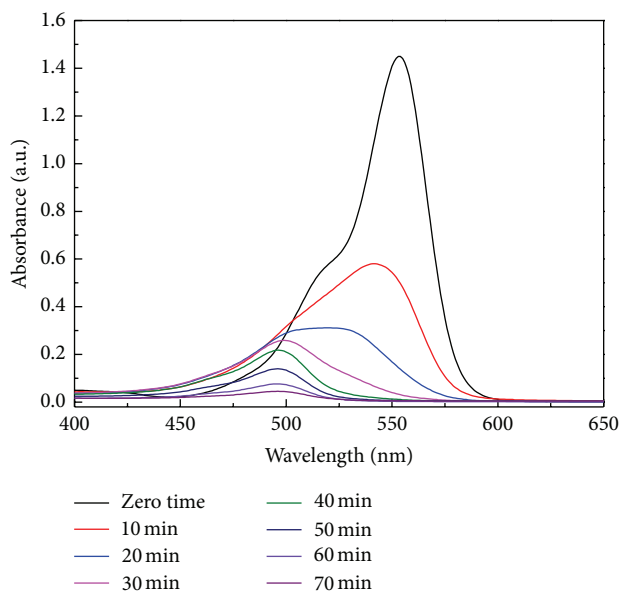 1.6
1.4
1.2
1.0
0.8
0.6
0.4
0.2
0.0
Absorbance (a.u.)
400 450 500 550 600 650
Wavelength (nm)
Zero time 40 min
10 min 50 min
20 min 60 min
30 min 70 min